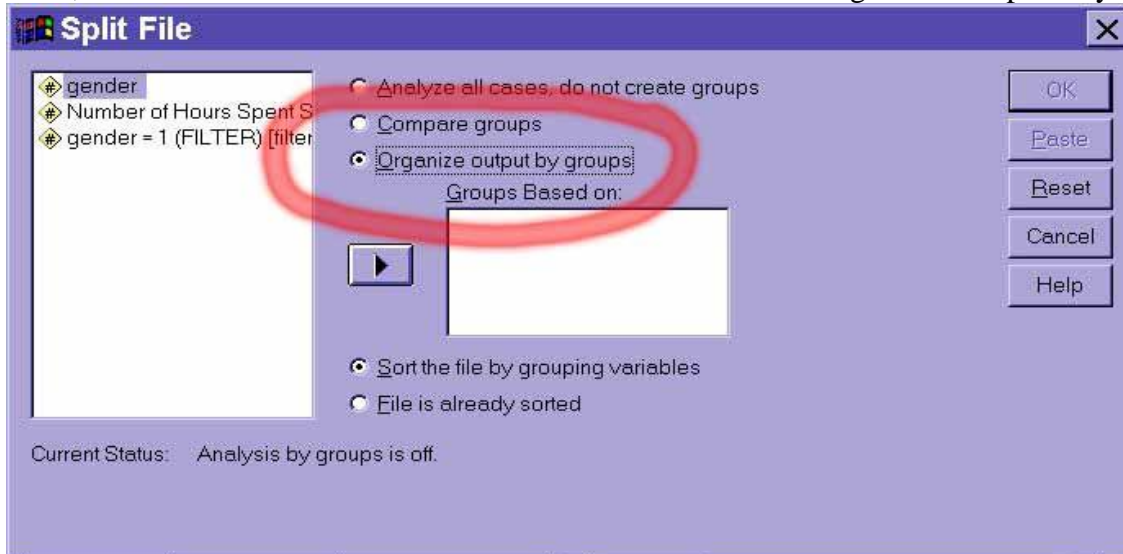 Split File
gender
Number of Hours Spent S
gender = 1 (FILTER) [filter
Analyze all cases, do not create groups
Compare groups
Organize output by groups
Groups Based on:
Sort the file by grouping variables
File is already sorted
OK
Paste
Reset
Cancel
Help
Current Status: Analysis by groups is off.